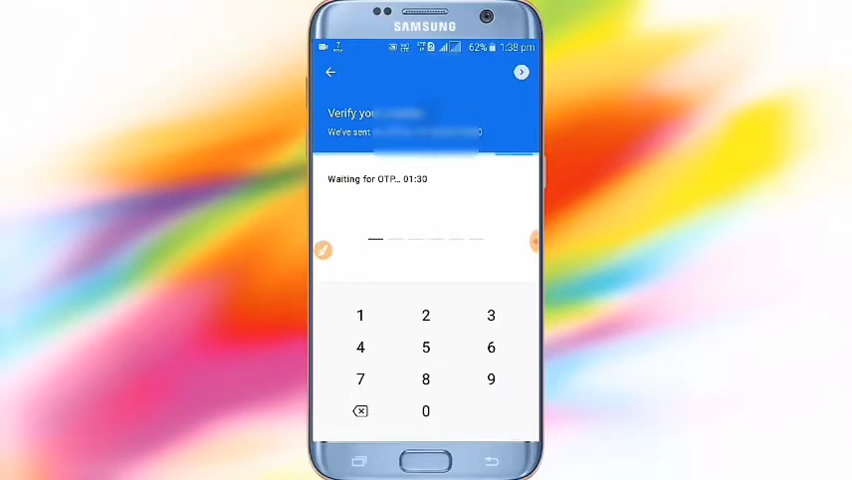 SAMSUNG
62% 1:38 pm
Verify you
We've sent 0
Waiting for OTP... 01:30
1 2 3
4 5 6
7 8 9
0